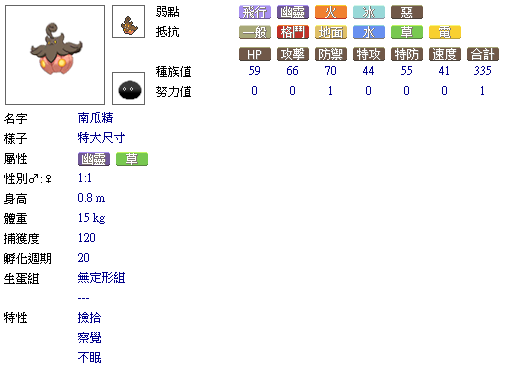 弱點 飛行 幽靈 火 冰 惡
抵抗 一般 格鬥 地面 水 草 電
HP 攻擊 防禦 特攻 特防 速度 合計
種族值 59 66 70 44 55 41 335
努力值 0 0 1 0 0 0 1
名字 南瓜精
樣子 特大尺寸
屬性 幽靈 草
性別♂:♀ 1:1
身高 0.8 m
體重 15 kg
捕獲度 120
孵化週期 20
生蛋組 無定形組
---
特性 撿拾
察覺
不眠